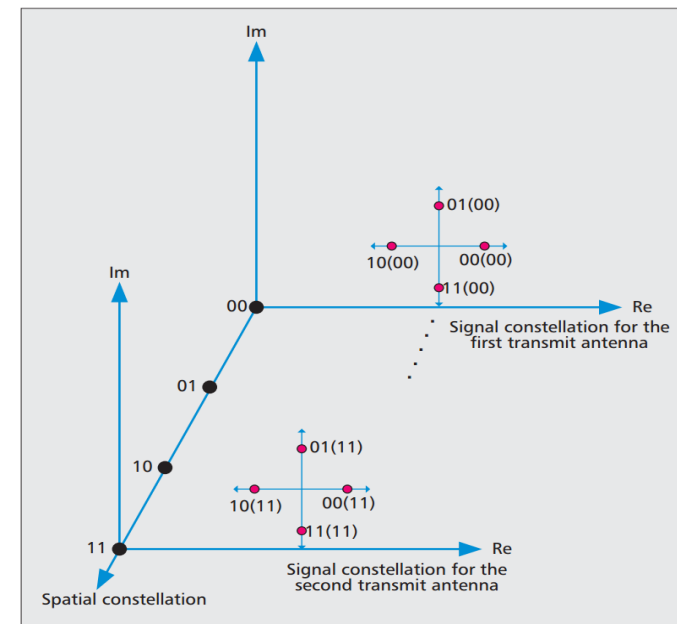 Im
01(00)
10(00)
00(00)
11(00)
Im
00
Re
Signal constellation for the
first transmit antenna
01
01(11)
10
10(11)
00(11)
11(11)
11
Re
Signal constellation for the
second transmit antenna
Spatial constellation